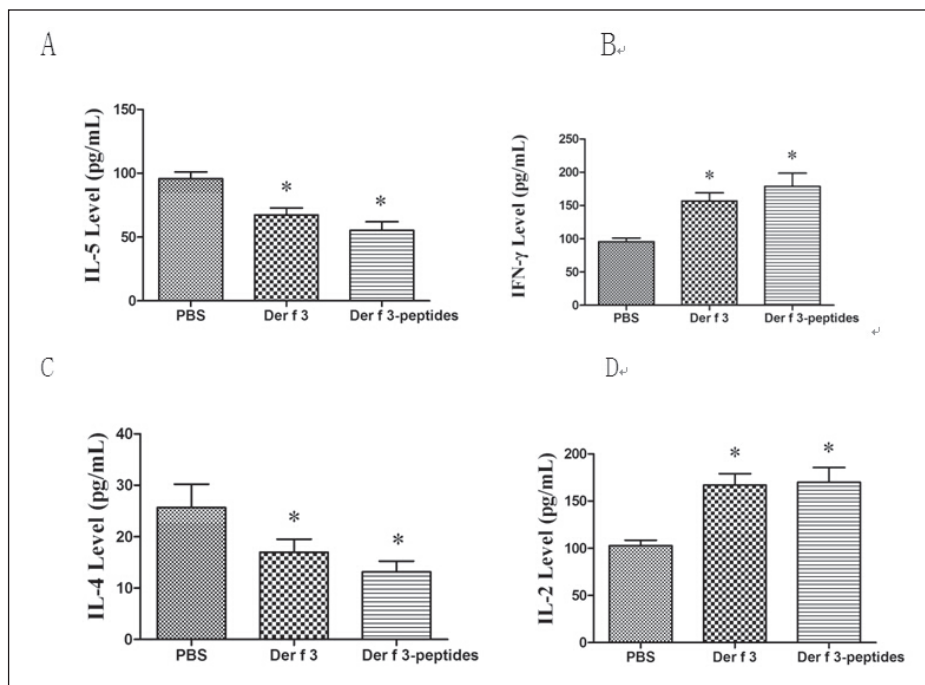 A
B↵
IL-5 Level (pg/mL)
150
100
50
0
PBS Der f 3 Der f 3-peptides
*
*
IFN-γ Level (pg/mL)
250
200
150
100
50
0
PBS Der f 3 Der f 3-peptides
*
*
↵
C
D↵
IL-4 Level (pg/mL)
40
30
20
10
0
PBS Der f 3 Der f 3-peptides
*
*
IL-2 Level (pg/mL)
200
150
100
50
0
PBS Der f 3 Der f 3-peptides
*
*